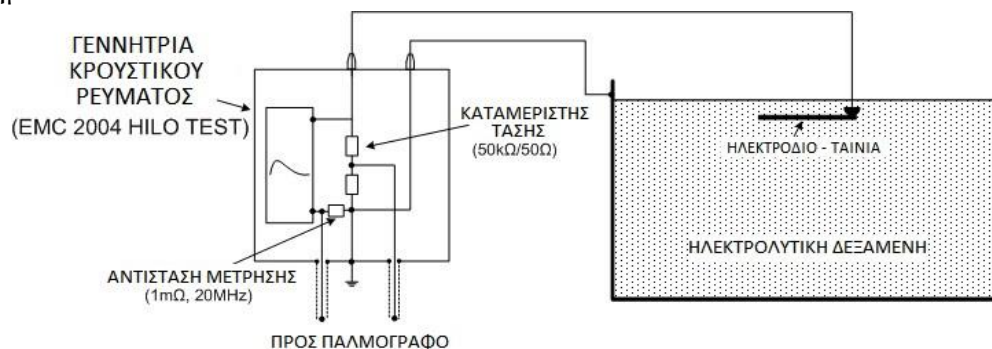 ΓΕΝΝΗΤΡΙΑ
ΚΡΟΥΣΤΙΚΟΥ
ΡΕΥΜΑΤΟΣ
(EMC 2004 HILO TEST)
ΚΑΤΑΜΕΡΙΣΤΗΣ
ΤΑΣΗΣ
(50kΩ/50Ω)
ΗΛΕΚΤΡΟΔΙΟ - ΤΑΙΝΙΑ
ΗΛΕΚΤΡΟΛΥΤΙΚΗ ΔΕΞΑΜΕΝΗ
ΑΝΤΙΣΤΑΣΗ ΜΕΤΡΗΣΗΣ
(1mΩ, 20MHz)
ΠΡΟΣ ΠΑΛΜΟΓΡΑΦΟ